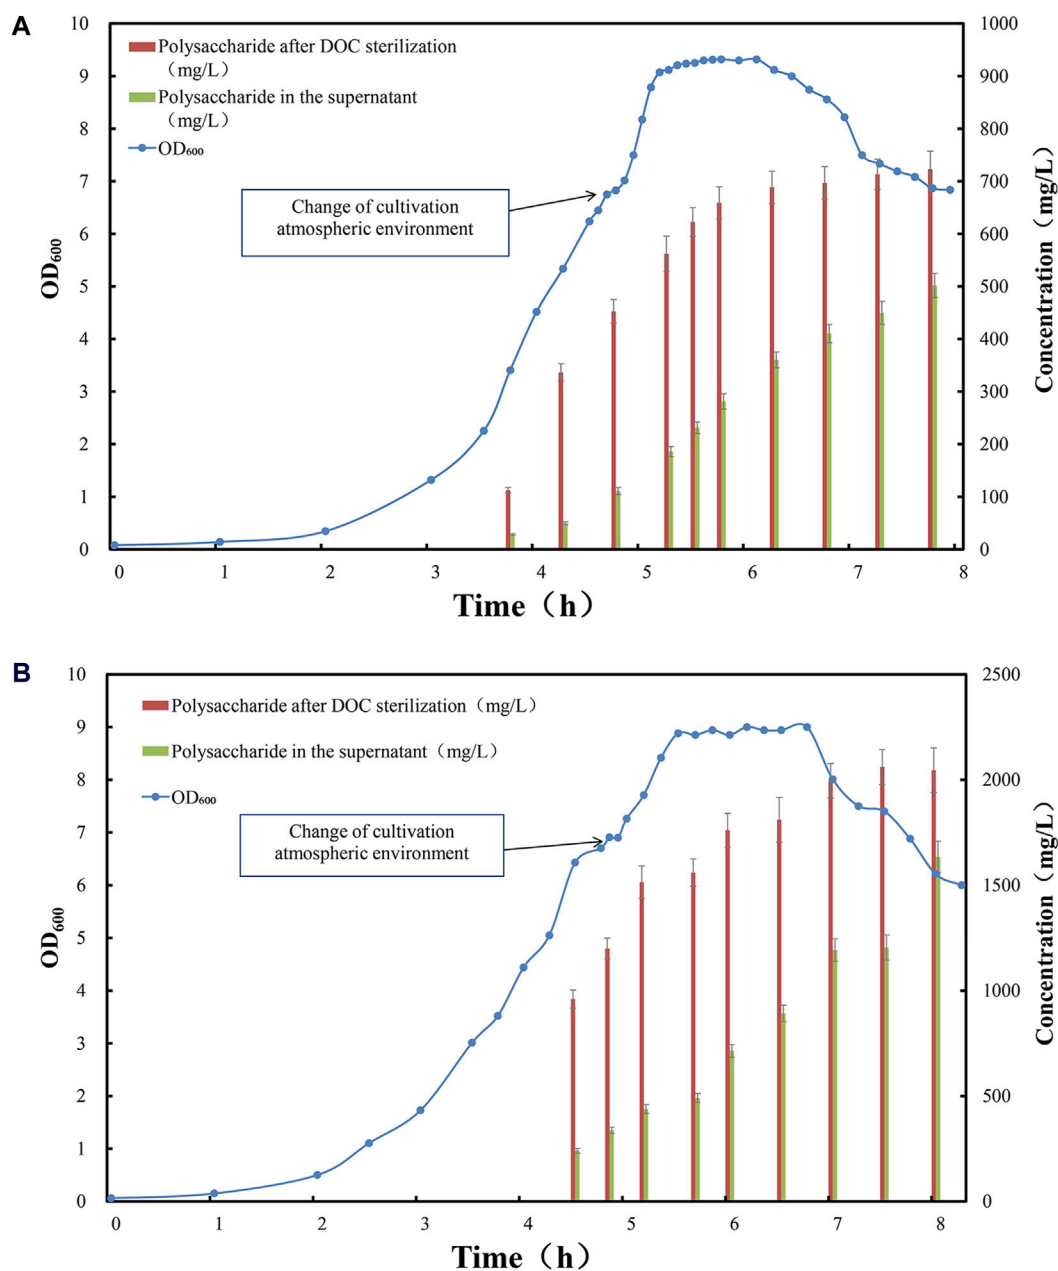 A
Polysaccharide after DOC sterilization
（mg/L）
Polysaccharide in the supernatant
（mg/L）
OD₆₀₀
Change of cultivation
atmospheric environment
OD₆₀₀
10
9
8
7
6
5
4
3
2
1
0
1000
900
800
700
600
500
400
300
200
100
0
Concentration（mg/L）
0 1 2 3 4 5 6 7 8
Time（h）
B
Polysaccharide after DOC sterilization（mg/L）
Polysaccharide in the supernatant（mg/L）
OD₆₀₀
Change of cultivation
atmospheric environment
OD₆₀₀
10
9
8
7
6
5
4
3
2
1
0
2500
2000
1500
1000
500
0
Concentration（mg/L）
0 1 2 3 4 5 6 7 8
Time（h）